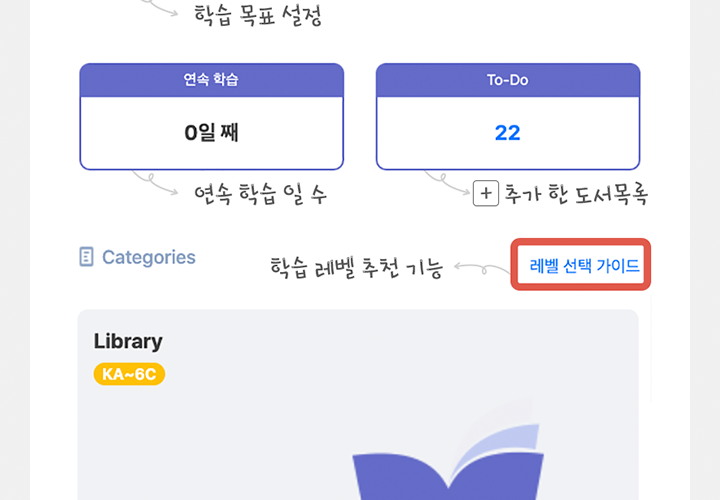 학습 목표 설정
연속 학습
To-Do
0일 째
22
연속 학습 일 수
+ 추가 한 도서목록
Categories
학습 레벨 추천 기능
레벨 선택 가이드
Library
KA~6C